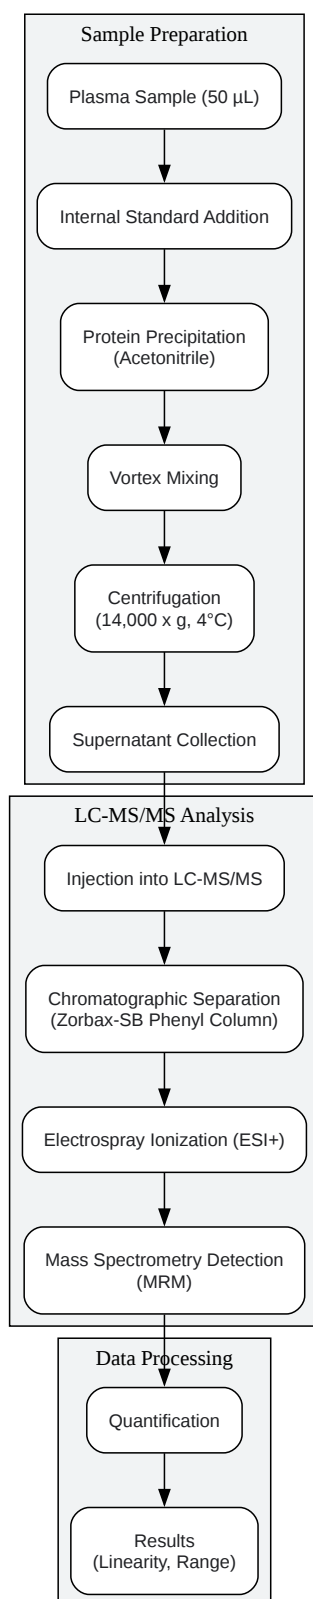 Sample Preparation
Plasma Sample (50 µL)
Internal Standard Addition
Protein Precipitation
(Acetonitrile)
Vortex Mixing
Centrifugation
(14,000 x g, 4°C)
Supernatant Collection
LC-MS/MS Analysis
Injection into LC-MS/MS
Chromatographic Separation
(Zorbax-SB Phenyl Column)
Electrospray Ionization (ESI+)
Mass Spectrometry Detection
(MRM)
Data Processing
Quantification
Results
(Linearity, Range)